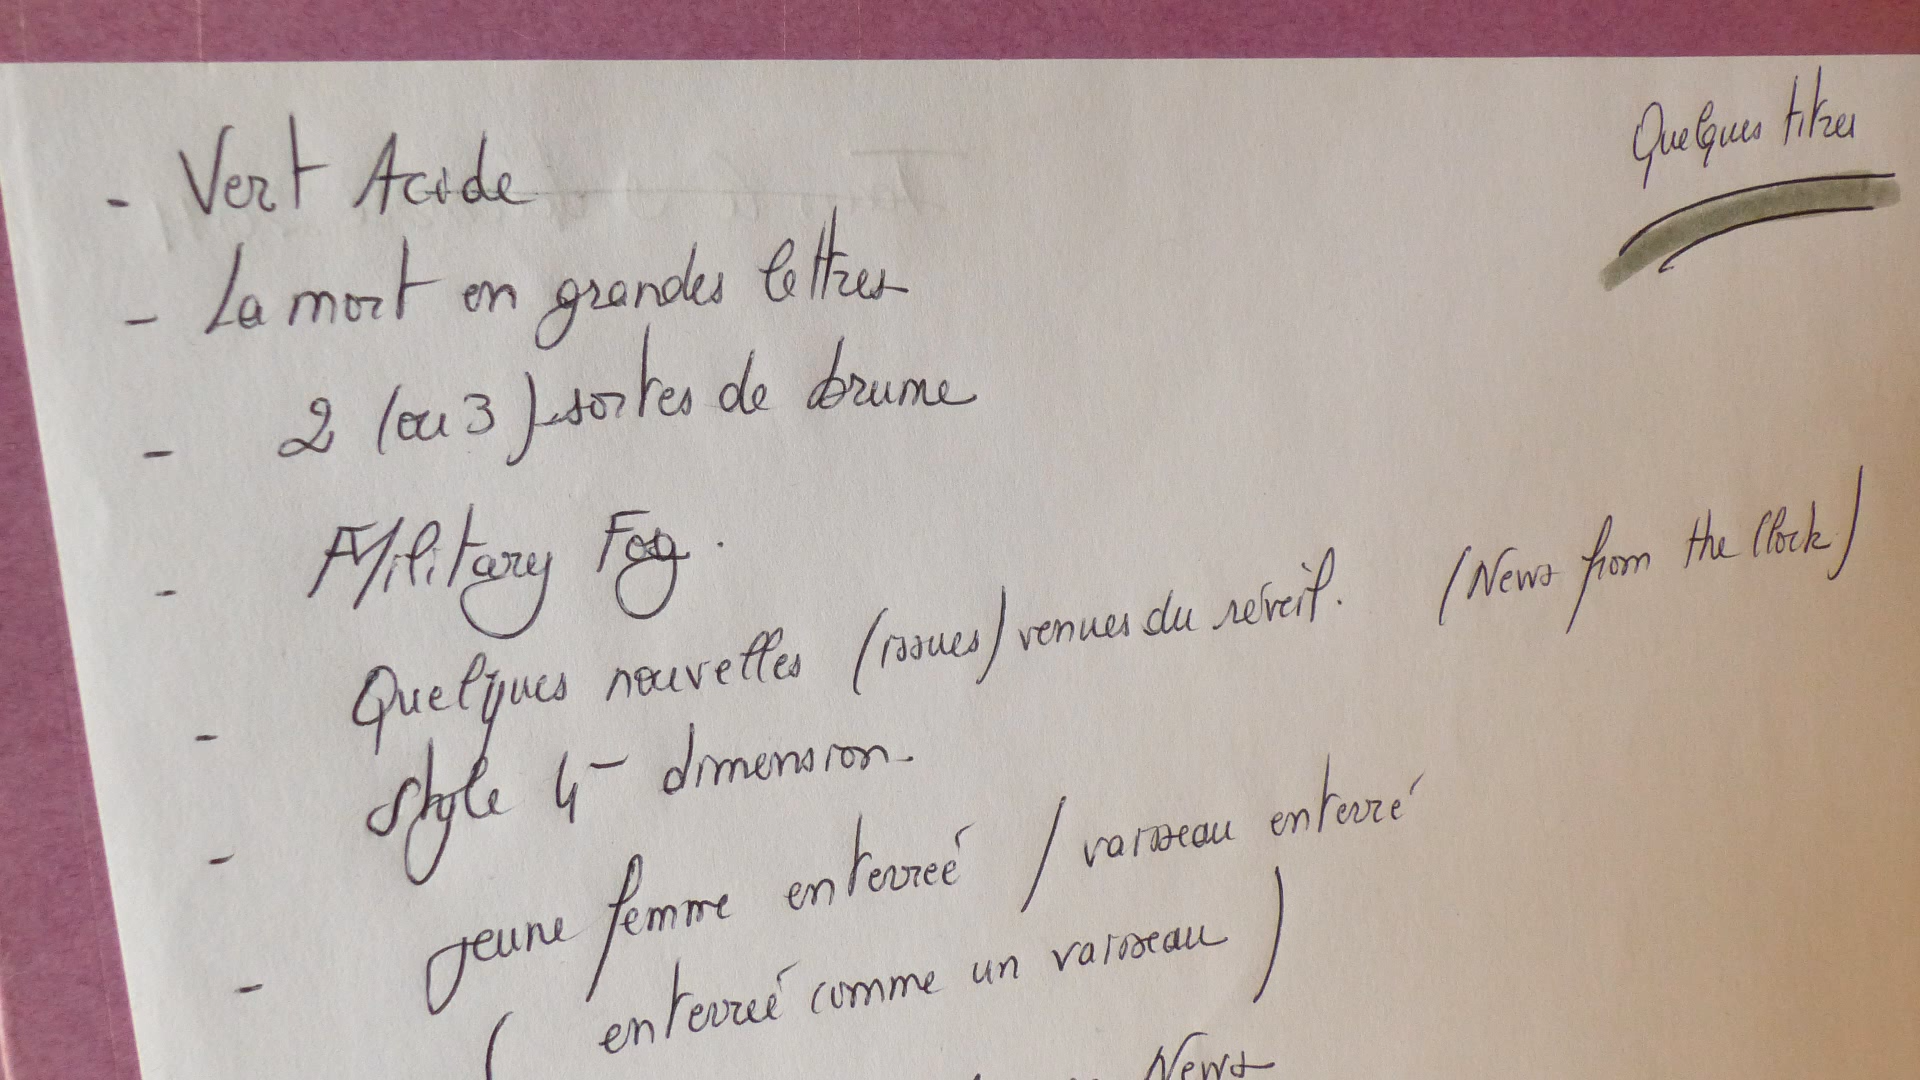 Quelques titres
- Vert Acide
- La mort en grandes lettres
- 2 (ou 3) sortes de brume
- Military Fog.
- Quelques nouvelles (issues) venues du réveil. (News from the Clock)
- Style 4– dimension.
- jeune femme enterreé / vaisseau enterré
( enterreé comme un vaisseau )
News